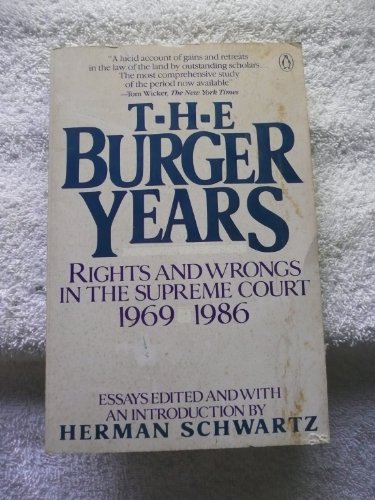 "A lucid account of gains and retreats
in the law of the land by outstanding scholars...
The most comprehensive study
of the period now available"
—Tom Wicker, The New York Times
T-H-E
BURGER
YEARS
RIGHTS AND WRONGS
IN THE SUPREME COURT
1969 1986
ESSAYS EDITED AND WITH
AN INTRODUCTION BY
HERMAN SCHWARTZ